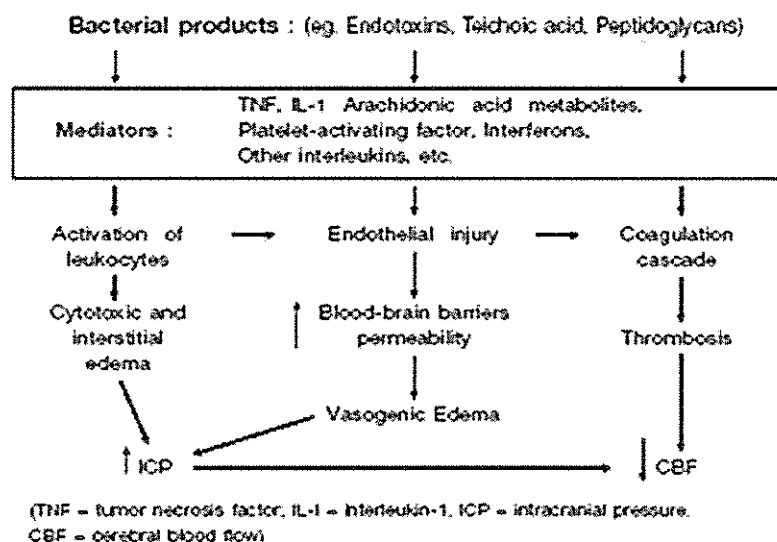 Bacterial products : (eg. Endotoxins, Teichoic acid, Peptidoglycans)
TNF, IL-1 Arachidonic acid metabolites,
Mediators : Platelet-activating factor, Interferons,
Other interleukins, etc.
Activation of leukocytes
Endothelial injury
Coagulation cascade
Cytotoxic and interstitial edema
Blood-brain barriers permeability
Thrombosis
Vasogenic Edema
ICP
CBF
(TNF = tumor necrosis factor, IL-I = Interleukin-1, ICP = intracranial pressure,
CBF = cerebral blood flow)